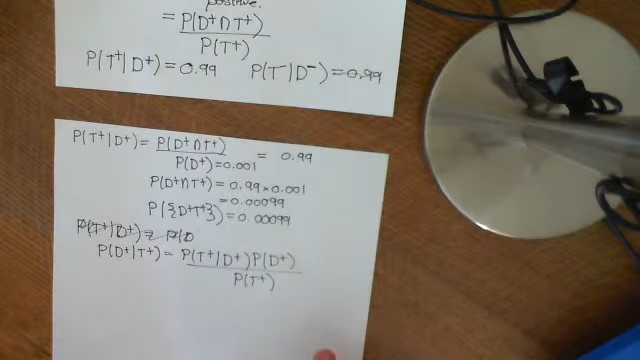 positive.
= P(D⁺∩T⁺)
P(T⁺)
P(T⁺|D⁺)=0.99 P(T⁻|D⁻)=0.99
P(T⁺|D⁺)= P(D⁺∩T⁺) = 0.99
P(D⁺)=0.001
P(D⁺∩T⁺) = 0.99×0.001
=0.00099
P({D⁺T⁺})=0.00099
P(T⁺|D⁺)= P(D
P(D⁺|T⁺)= P(T⁺|D⁺)P(D⁺)
P(T⁺)